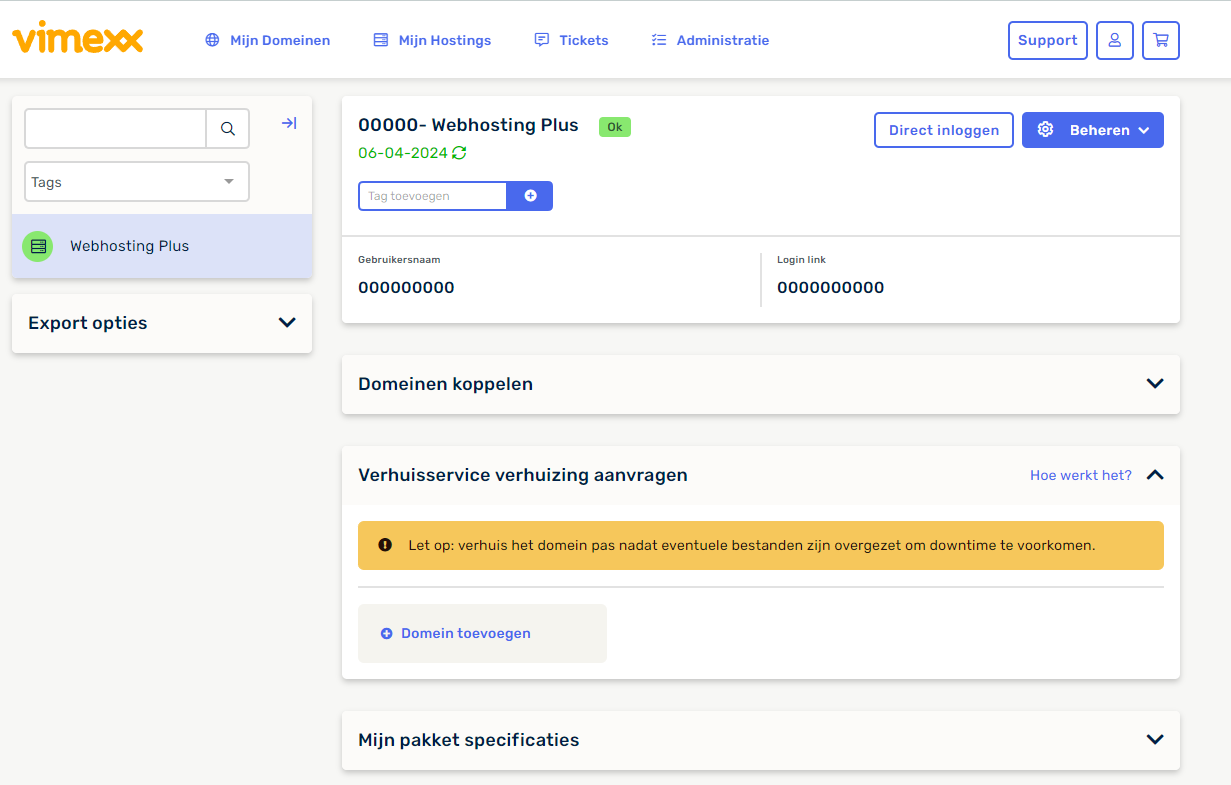 vimexx
Mijn Domeinen
Mijn Hostings
Tickets
Administratie
Support
Tags
Webhosting Plus
Export opties
00000- Webhosting Plus
Ok
06-04-2024
Direct inloggen
Beheren
Tag toevoegen
Gebruikersnaam
000000000
Login link
0000000000
Domeinen koppelen
Verhuisservice verhuizing aanvragen
Hoe werkt het?
Let op: verhuis het domein pas nadat eventuele bestanden zijn overgezet om downtime te voorkomen.
Domein toevoegen
Mijn pakket specificaties